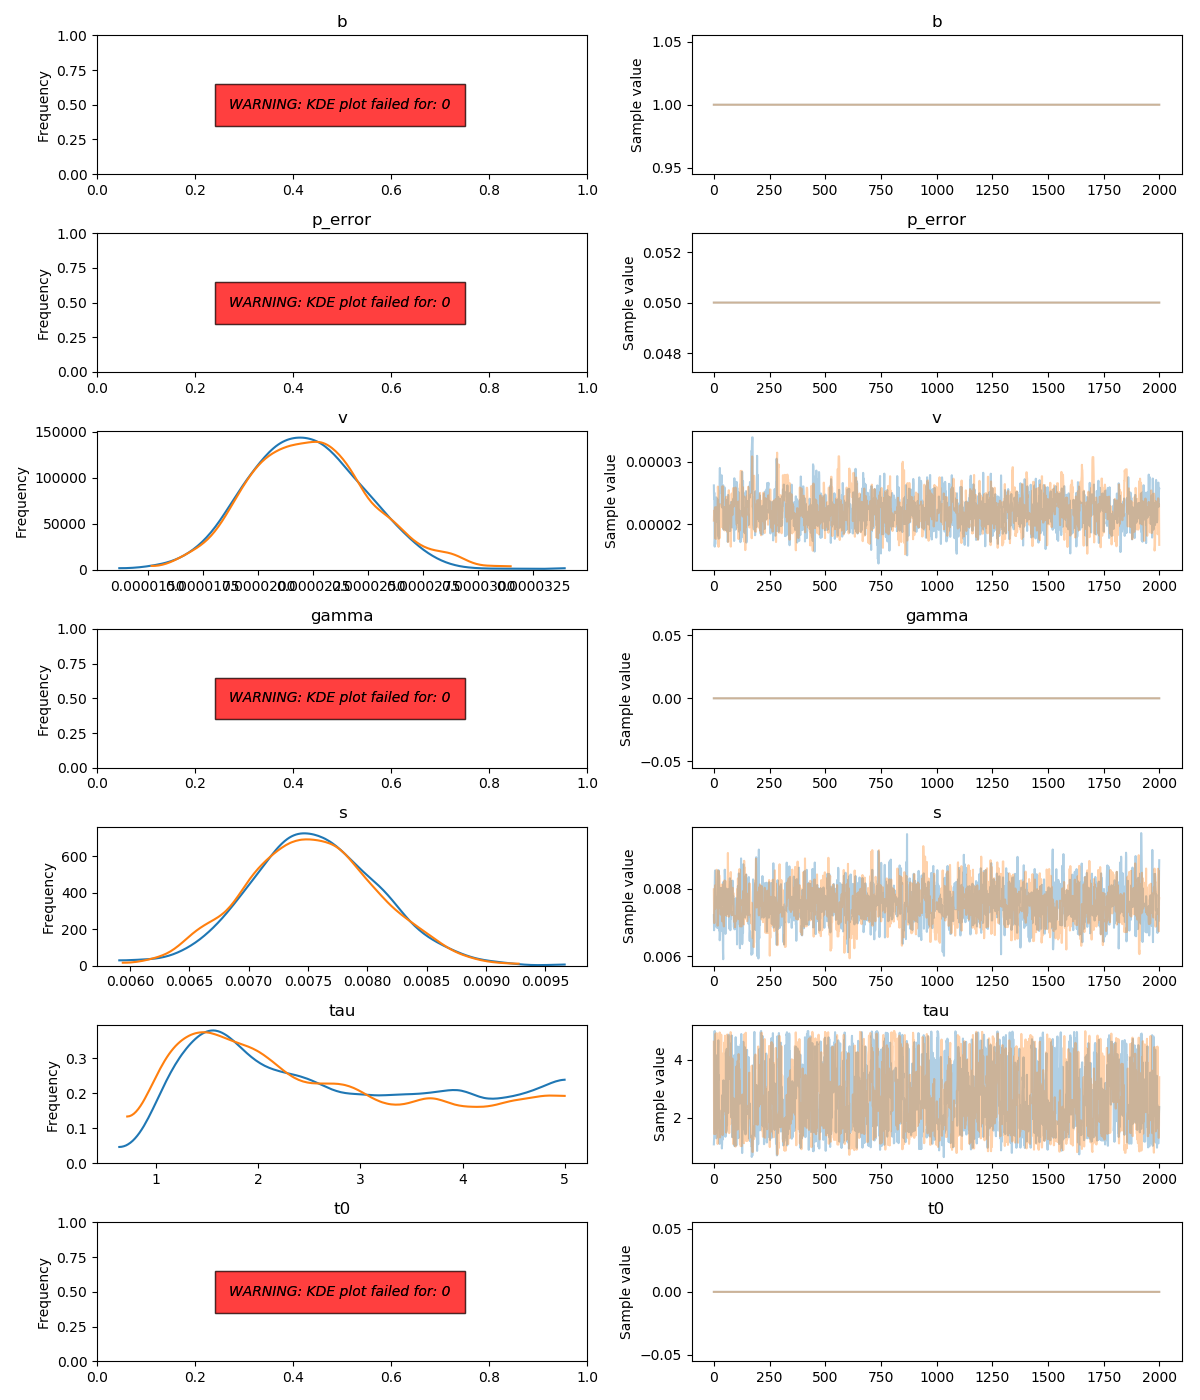 b
1.00
0.75
0.50
0.25
0.00
Frequency
WARNING: KDE plot failed for: 0
0.0 0.2 0.4 0.6 0.8 1.0
b
1.05
1.00
0.95
Sample value
0 250 500 750 1000 1250 1500 1750 2000
p_error
1.00
0.75
0.50
0.25
0.00
Frequency
WARNING: KDE plot failed for: 0
0.0 0.2 0.4 0.6 0.8 1.0
p_error
0.052
0.050
0.048
Sample value
0 250 500 750 1000 1250 1500 1750 2000
v
150000
100000
50000
0
Frequency
0.0000150 0.0000175 0.0000200 0.0000225 0.0000250 0.0000275 0.0000300 0.0000325
v
0.00003
0.00002
Sample value
0 250 500 750 1000 1250 1500 1750 2000
gamma
1.00
0.75
0.50
0.25
0.00
Frequency
WARNING: KDE plot failed for: 0
0.0 0.2 0.4 0.6 0.8 1.0
gamma
0.05
0.00
−0.05
Sample value
0 250 500 750 1000 1250 1500 1750 2000
s
600
400
200
0
Frequency
0.0060 0.0065 0.0070 0.0075 0.0080 0.0085 0.0090 0.0095
s
0.008
0.006
Sample value
0 250 500 750 1000 1250 1500 1750 2000
tau
0.3
0.2
0.1
0.0
Frequency
1 2 3 4 5
tau
4
2
Sample value
0 250 500 750 1000 1250 1500 1750 2000
t0
1.00
0.75
0.50
0.25
0.00
Frequency
WARNING: KDE plot failed for: 0
0.0 0.2 0.4 0.6 0.8 1.0
t0
0.05
0.00
−0.05
Sample value
0 250 500 750 1000 1250 1500 1750 2000